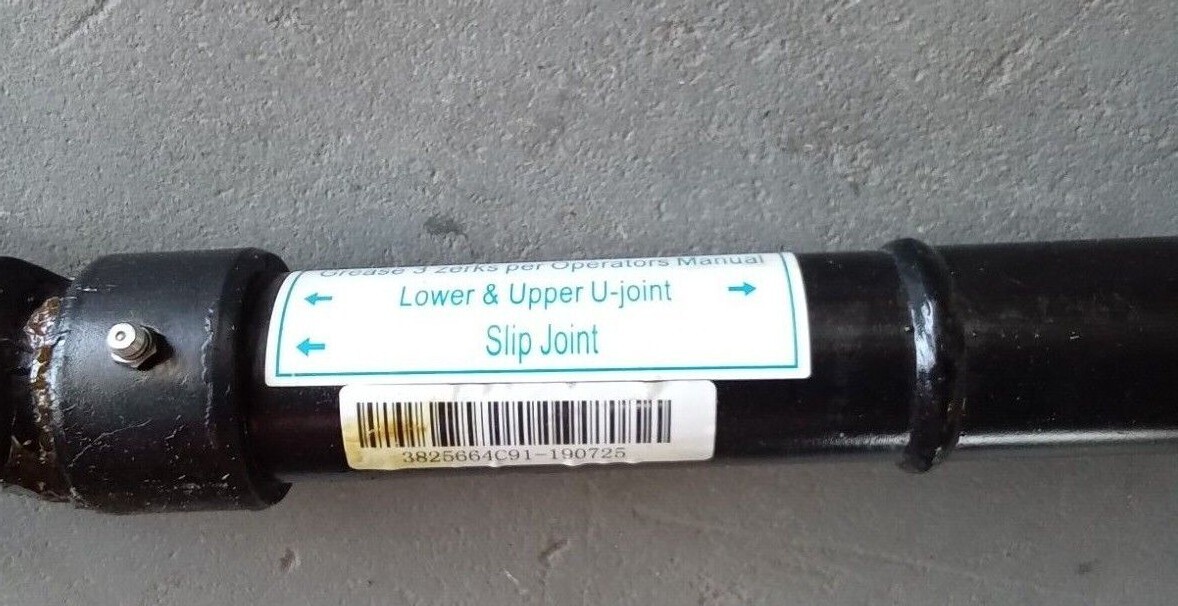 Grease 3 zerks per Operators Manual
← Lower & Upper U-joint →
← Slip Joint
3825664C91-190725